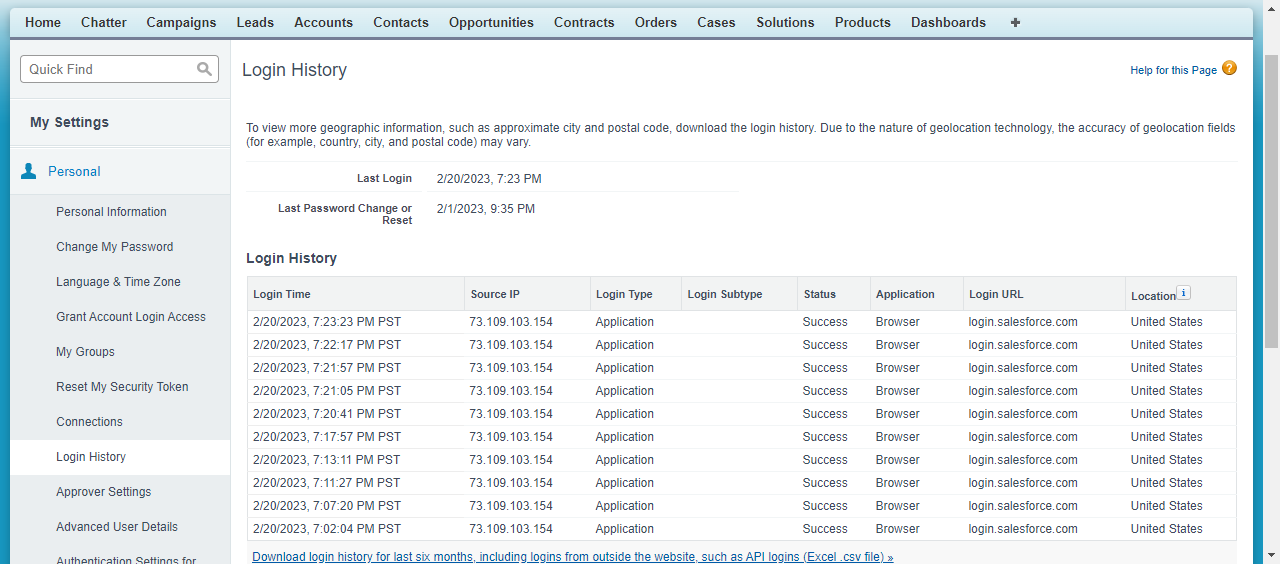 Home Chatter Campaigns Leads Accounts Contacts Opportunities Contracts Orders Cases Solutions Products Dashboards +
Quick Find
My Settings
Personal
Personal Information
Change My Password
Language & Time Zone
Grant Account Login Access
My Groups
Reset My Security Token
Connections
Login History
Approver Settings
Advanced User Details
Authentication Settings for
Login History
Help for this Page ?
To view more geographic information, such as approximate city and postal code, download the login history. Due to the nature of geolocation technology, the accuracy of geolocation fields
(for example, country, city, and postal code) may vary.
Last Login 2/20/2023, 7:23 PM
Last Password Change or 2/1/2023, 9:35 PM
Reset
Login History
Login Time Source IP Login Type Login Subtype Status Application Login URL Location i
2/20/2023, 7:23:23 PM PST 73.109.103.154 Application Success Browser login.salesforce.com United States
2/20/2023, 7:22:17 PM PST 73.109.103.154 Application Success Browser login.salesforce.com United States
2/20/2023, 7:21:57 PM PST 73.109.103.154 Application Success Browser login.salesforce.com United States
2/20/2023, 7:21:05 PM PST 73.109.103.154 Application Success Browser login.salesforce.com United States
2/20/2023, 7:20:41 PM PST 73.109.103.154 Application Success Browser login.salesforce.com United States
2/20/2023, 7:17:57 PM PST 73.109.103.154 Application Success Browser login.salesforce.com United States
2/20/2023, 7:13:11 PM PST 73.109.103.154 Application Success Browser login.salesforce.com United States
2/20/2023, 7:11:27 PM PST 73.109.103.154 Application Success Browser login.salesforce.com United States
2/20/2023, 7:07:20 PM PST 73.109.103.154 Application Success Browser login.salesforce.com United States
2/20/2023, 7:02:04 PM PST 73.109.103.154 Application Success Browser login.salesforce.com United States
Download login history for last six months, including logins from outside the website, such as API logins (Excel .csv file) »